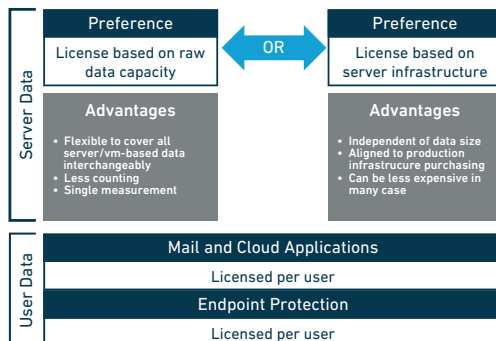 Server Data
Preference
License based on raw
data capacity
OR
Preference
License based on
server infrastructure
Advantages
• Flexible to cover all
server/vm-based data
interchangeably
• Less counting
• Single measurement
Advantages
• Independent of data size
• Aligned to production
infrastrucure purchasing
• Can be less expensive in
many case
User Data
Mail and Cloud Applications
Licensed per user
Endpoint Protection
Licensed per user